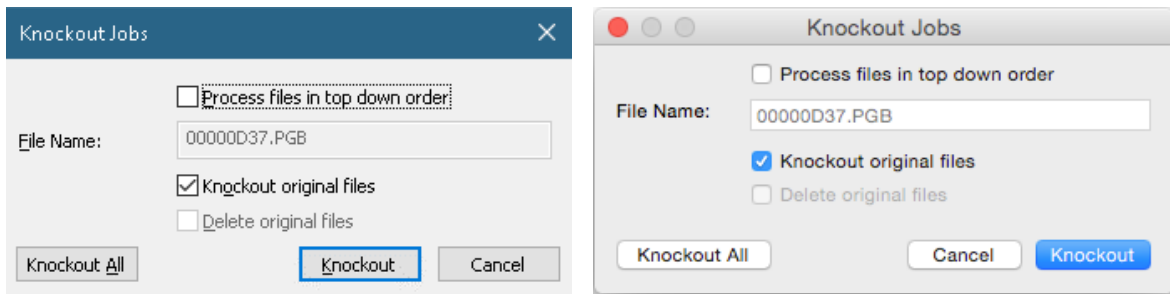 Knockout Jobs
Process files in top down order
File Name: 00000D37.PGB
Knockout original files
Delete original files
Knockout All Knockout Cancel
Knockout Jobs
Process files in top down order
File Name: 00000D37.PGB
Knockout original files
Delete original files
Knockout All Cancel Knockout